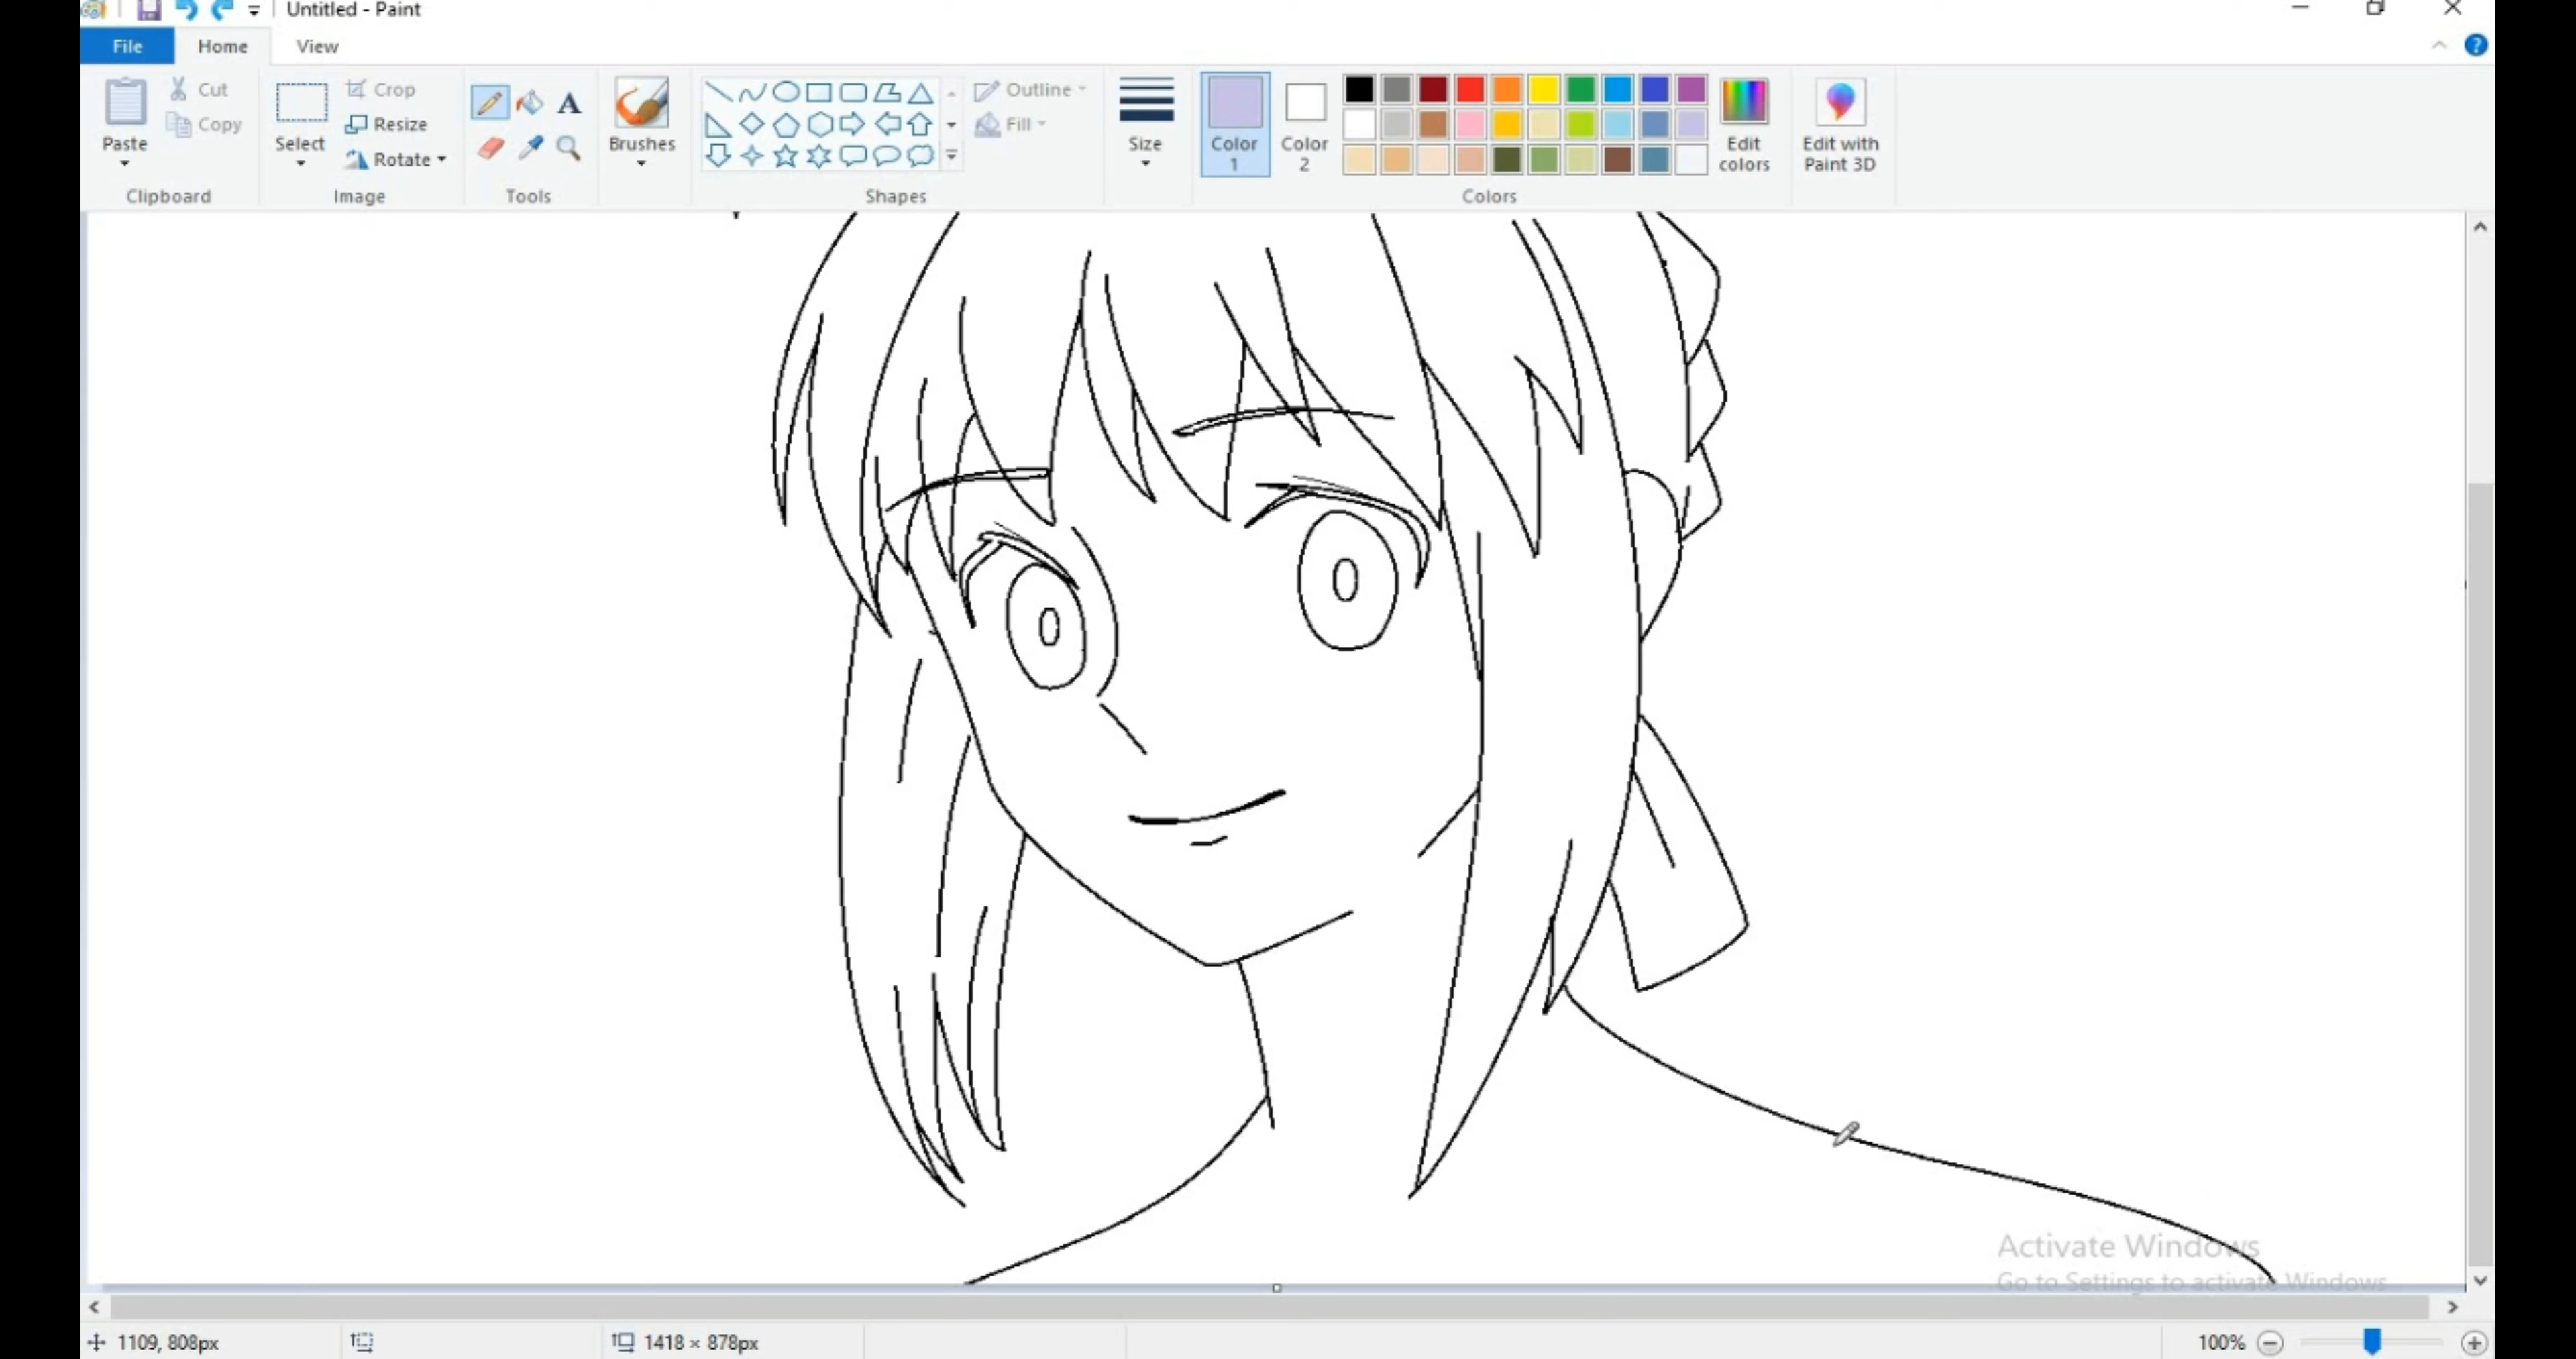 Untitled - Paint
File Home View
Paste
Cut
Copy
Clipboard
Select
Crop
Resize
Rotate
Image
A
Tools
Brushes
Outline
Fill
Shapes
Size
Color 1
Color 2
Edit colors
Colors
Edit with Paint 3D
Activate Windows
Go to Settings to activate Windows
1109, 808px
1418 × 878px
100%